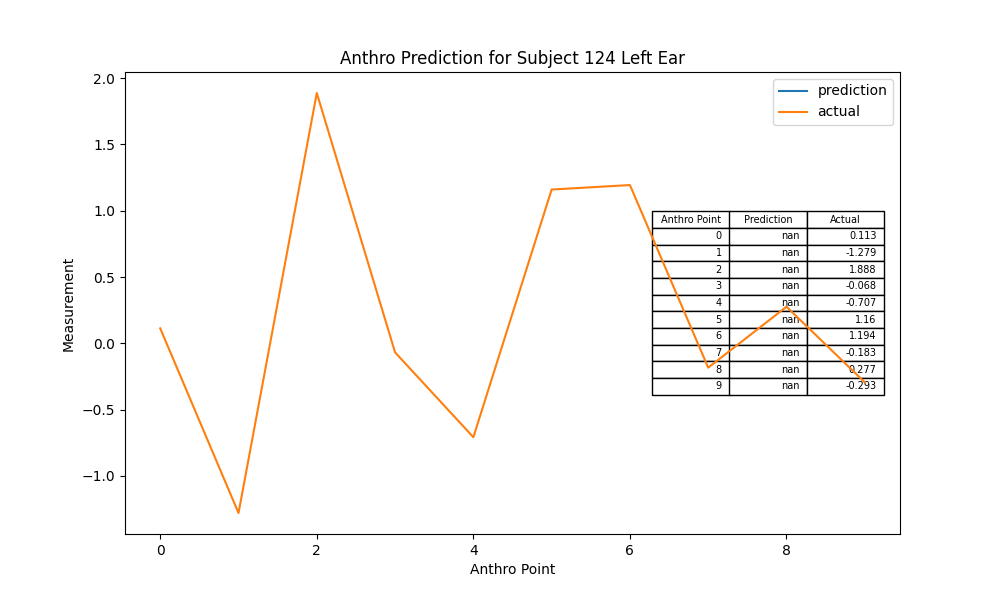 Anthro Prediction for Subject 124 Left Ear
2.0
1.5
1.0
0.5
0.0
−0.5
−1.0
Measurement
prediction
actual
Anthro Point Prediction Actual
0 nan 0.113
1 nan -1.279
2 nan 1.888
3 nan -0.068
4 nan -0.707
5 nan 1.16
6 nan 1.194
7 nan -0.183
8 nan 0.277
9 nan -0.293
0 2 4 6 8
Anthro Point